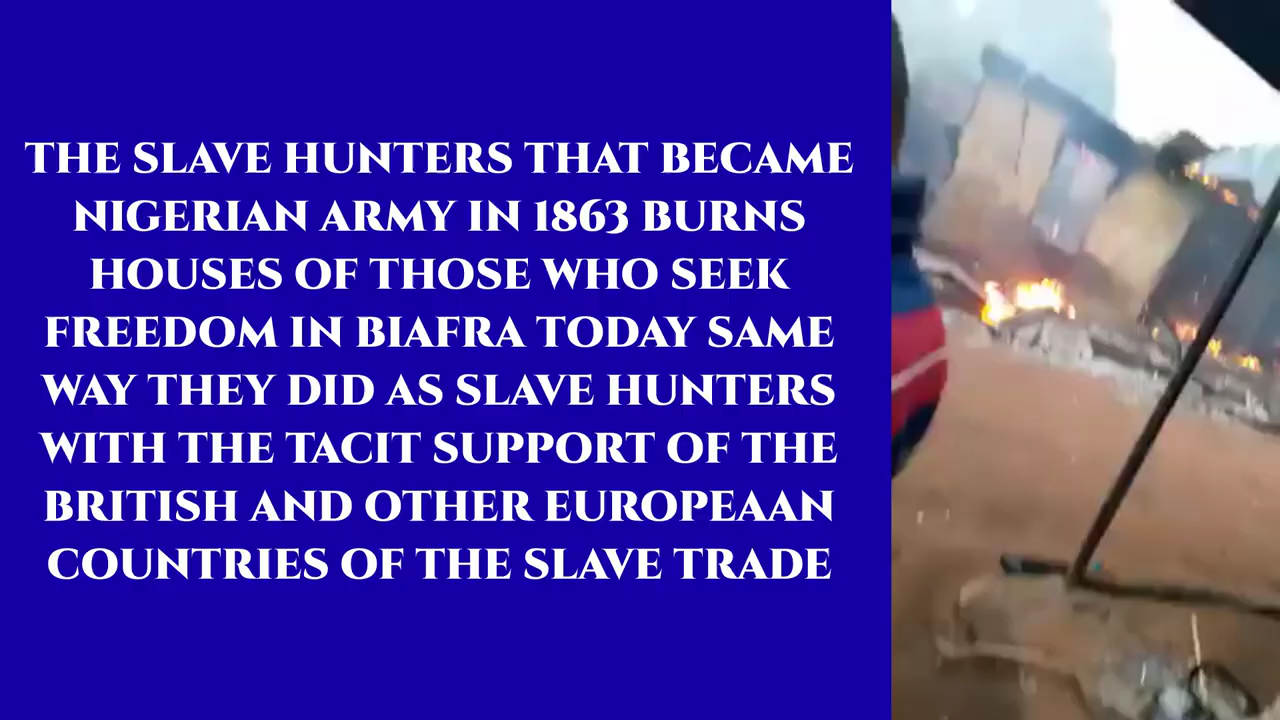 THE SLAVE HUNTERS THAT BECAME
NIGERIAN ARMY IN 1863 BURNS
HOUSES OF THOSE WHO SEEK
FREEDOM IN BIAFRA TODAY SAME
WAY THEY DID AS SLAVE HUNTERS
WITH THE TACIT SUPPORT OF THE
BRITISH AND OTHER EUROPEAAN
COUNTRIES OF THE SLAVE TRADE